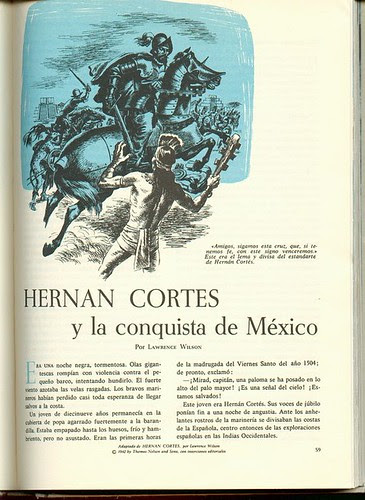 «Amigos, sigamos esta cruz, que, si te-
nemos fe, con este signo venceremos.»
Este era el lema y divisa del estandarte
de Hernán Cortés.
HERNAN CORTES
y la conquista de México
Por Lawrence Wilson
Era una noche negra, tormentosa. Olas gigan-
tescas rompían con violencia contra el pe-
queño barco, intentando hundirlo. El fuerte
viento azotaba las velas rasgadas. Los bravos mari-
neros habían perdido casi toda esperanza de llegar
salvos a la costa.
Un joven de diecinueve años permanecía en la
cubierta de popa agarrado fuertemente a la baran-
dilla. Estaba empapado hasta los huesos, frío y ham-
briento, pero no asustado. Eran las primeras horas
de la madrugada del Viernes Santo del año 1504;
de pronto, exclamó:
—¡Mirad, capitán, una paloma se ha posado en lo
alto del palo mayor! ¡Es una señal del cielo! ¡Es-
tamos salvados!
Este joven era Hernán Cortés. Sus voces de júbilo
ponían fin a una noche de angustia. Ante los anhe-
lantes rostros de la marinería se divisaban las costas
de la Española, centro entonces de las exploraciones
españolas en las Indias Occidentales.
Adaptado de HERNAN CORTES, por Lawrence Wilson
© 1942 by Thomas Nelson and Sons, con reservados editoriales
59